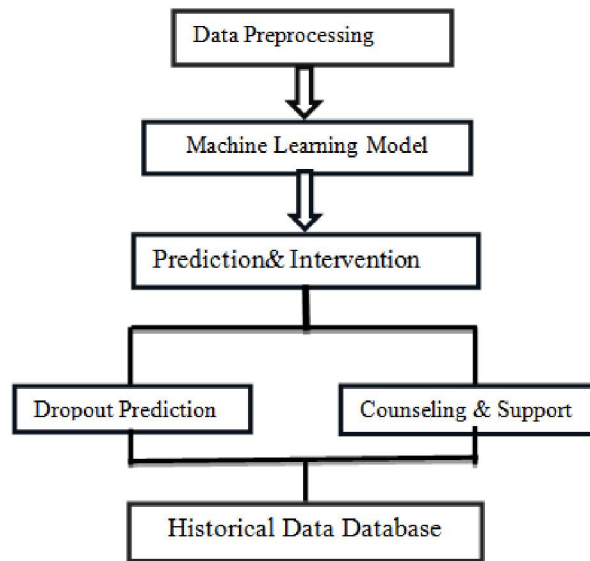 Data Preprocessing
Machine Learning Model
Prediction& Intervention
Dropout Prediction
Counseling & Support
Historical Data Database